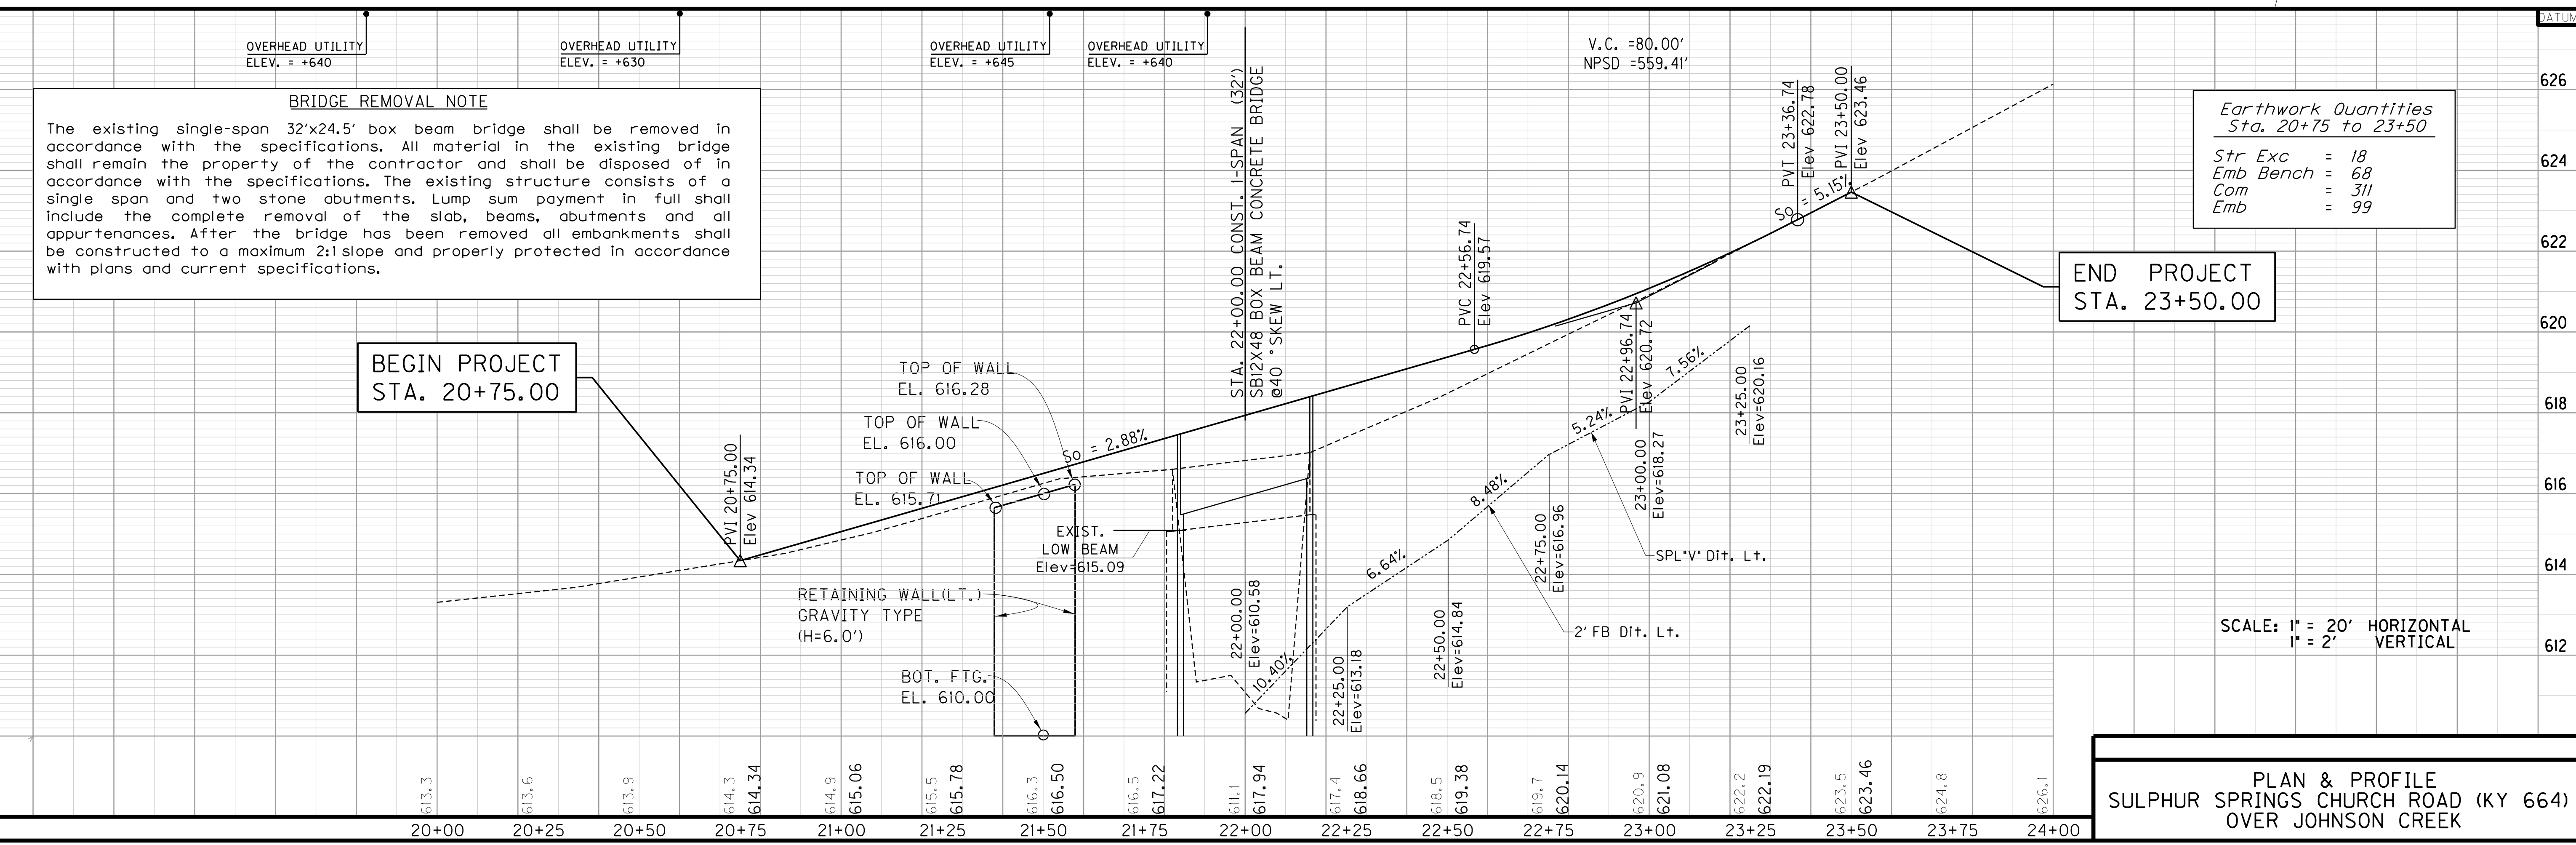 OVERHEAD UTILITY
ELEV. = +640
OVERHEAD UTILITY
ELEV. = +630
OVERHEAD UTILITY
ELEV. = +645
OVERHEAD UTILITY
ELEV. = +640
BRIDGE REMOVAL NOTE
The existing single-span 32'x24.5' box beam bridge shall be removed in
accordance with the specifications. All material in the existing bridge
shall remain the property of the contractor and shall be disposed of in
accordance with the specifications. The existing structure consists of a
single span and two stone abutments. Lump sum payment in full shall
include the complete removal of the slab, beams, abutments and all
appurtenances. After the bridge has been removed all embankments shall
be constructed to a maximum 2:1 slope and properly protected in accordance
with plans and current specifications.
STA. 22+00.00 CONST. 1-SPAN (32')
SB12X48 BOX BEAM CONCRETE BRIDGE
@40 °SKEW LT.
V.C. =80.00'
NPSD =559.41'
PVT 23+36.74
Elev 622.78
PVI 23+50.00
Elev 623.46
So = 5.15%
Earthwork Quantities
Sta. 20+75 to 23+50
Str Exc = 18
Emb Bench = 68
Com = 311
Emb = 99
DATUM
626
624
622
620
618
616
614
612
END PROJECT
STA. 23+50.00
BEGIN PROJECT
STA. 20+75.00
PVI 20+75.00
Elev 614.34
TOP OF WALL
EL. 616.28
TOP OF WALL
EL. 616.00
TOP OF WALL
EL. 615.71
So = 2.88%
PVC 22+56.74
Elev 619.57
PVI 22+96.74
Elev 620.72
EXIST.
LOW BEAM
Elev=615.09
RETAINING WALL(LT.)
GRAVITY TYPE
(H=6.0')
BOT. FTG.
EL. 610.00
22+00.00
Elev=610.58
10.40%
22+25.00
Elev=613.18
6.64%
22+50.00
Elev=614.84
8.48%
22+75.00
Elev=616.96
5.24%
23+00.00
Elev=618.27
7.56%
23+25.00
Elev=620.16
SPL"V" Dit. Lt.
2' FB Dit. Lt.
SCALE: 1" = 20' HORIZONTAL
1" = 2' VERTICAL
613.3 613.6 613.9 614.3 614.34 614.9 615.06 615.5 615.78 616.3 616.50 616.5 617.22 611.1 617.94 617.4 618.66 618.5 619.38 619.7 620.14 620.9 621.08 622.2 622.19 623.5 623.46 624.8 626.1
20+00 20+25 20+50 20+75 21+00 21+25 21+50 21+75 22+00 22+25 22+50 22+75 23+00 23+25 23+50 23+75 24+00
PLAN & PROFILE
SULPHUR SPRINGS CHURCH ROAD (KY 664)
OVER JOHNSON CREEK